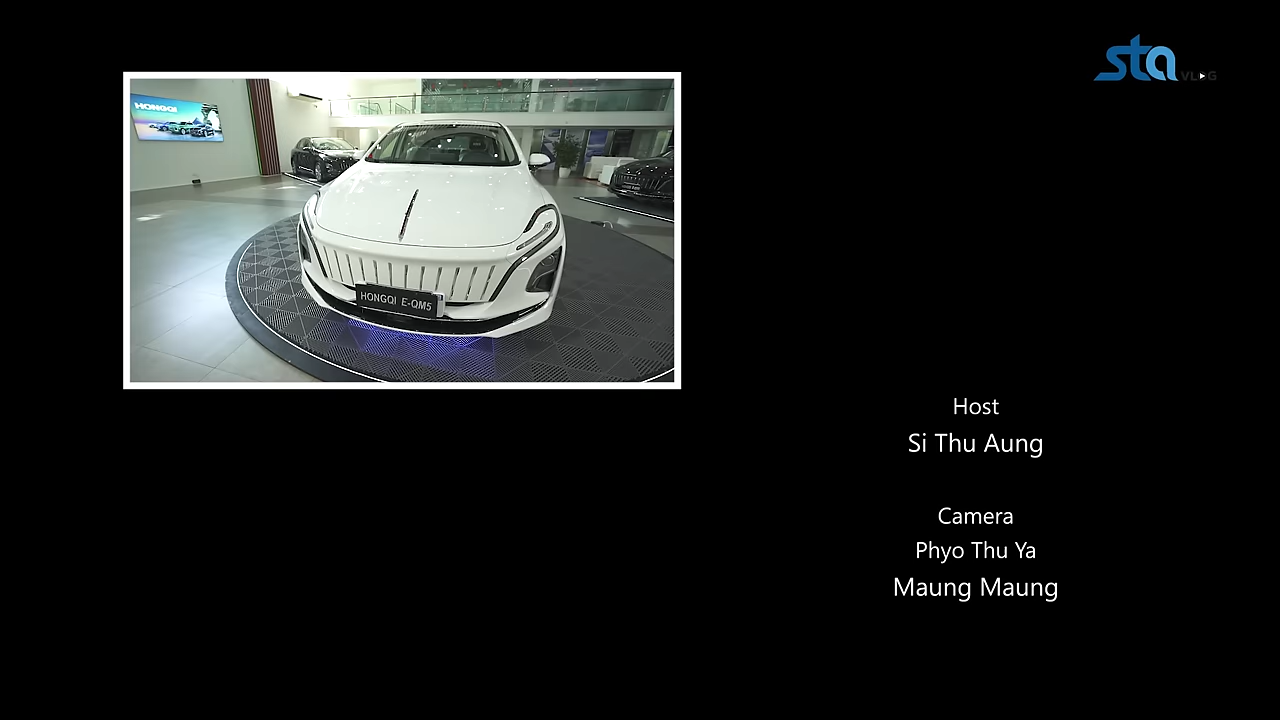 sta
VLOG
HONGQI
HONGQI E-QM5
Host
Si Thu Aung
Camera
Phyo Thu Ya
Maung Maung